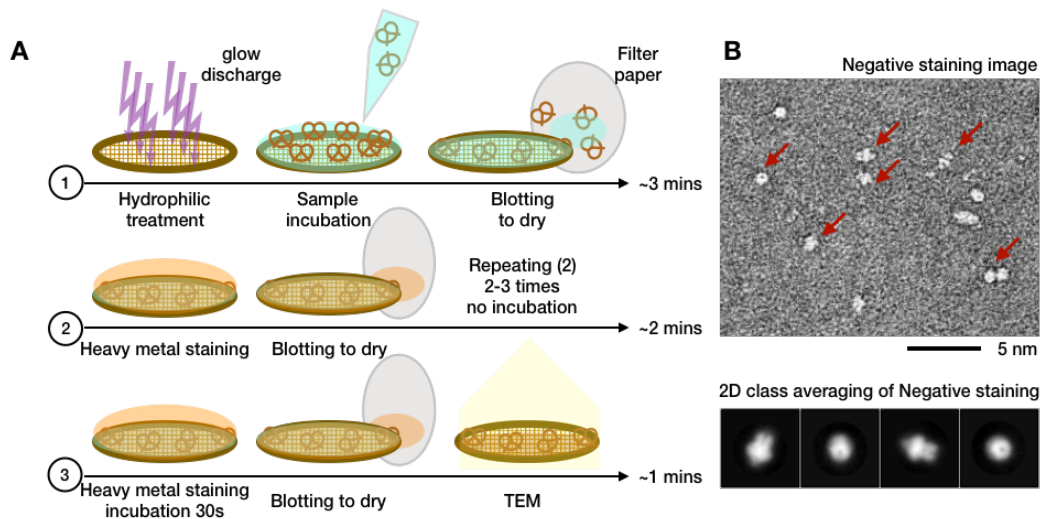 A
glow
discharge
Filter
paper
1
~3 mins
Hydrophilic
treatment
Sample
incubation
Blotting
to dry
Repeating (2)
2-3 times
no incubation
2
~2 mins
Heavy metal staining
Blotting to dry
3
~1 mins
Heavy metal staining
incubation 30s
Blotting to dry
TEM
B
Negative staining image
5 nm
2D class averaging of Negative staining